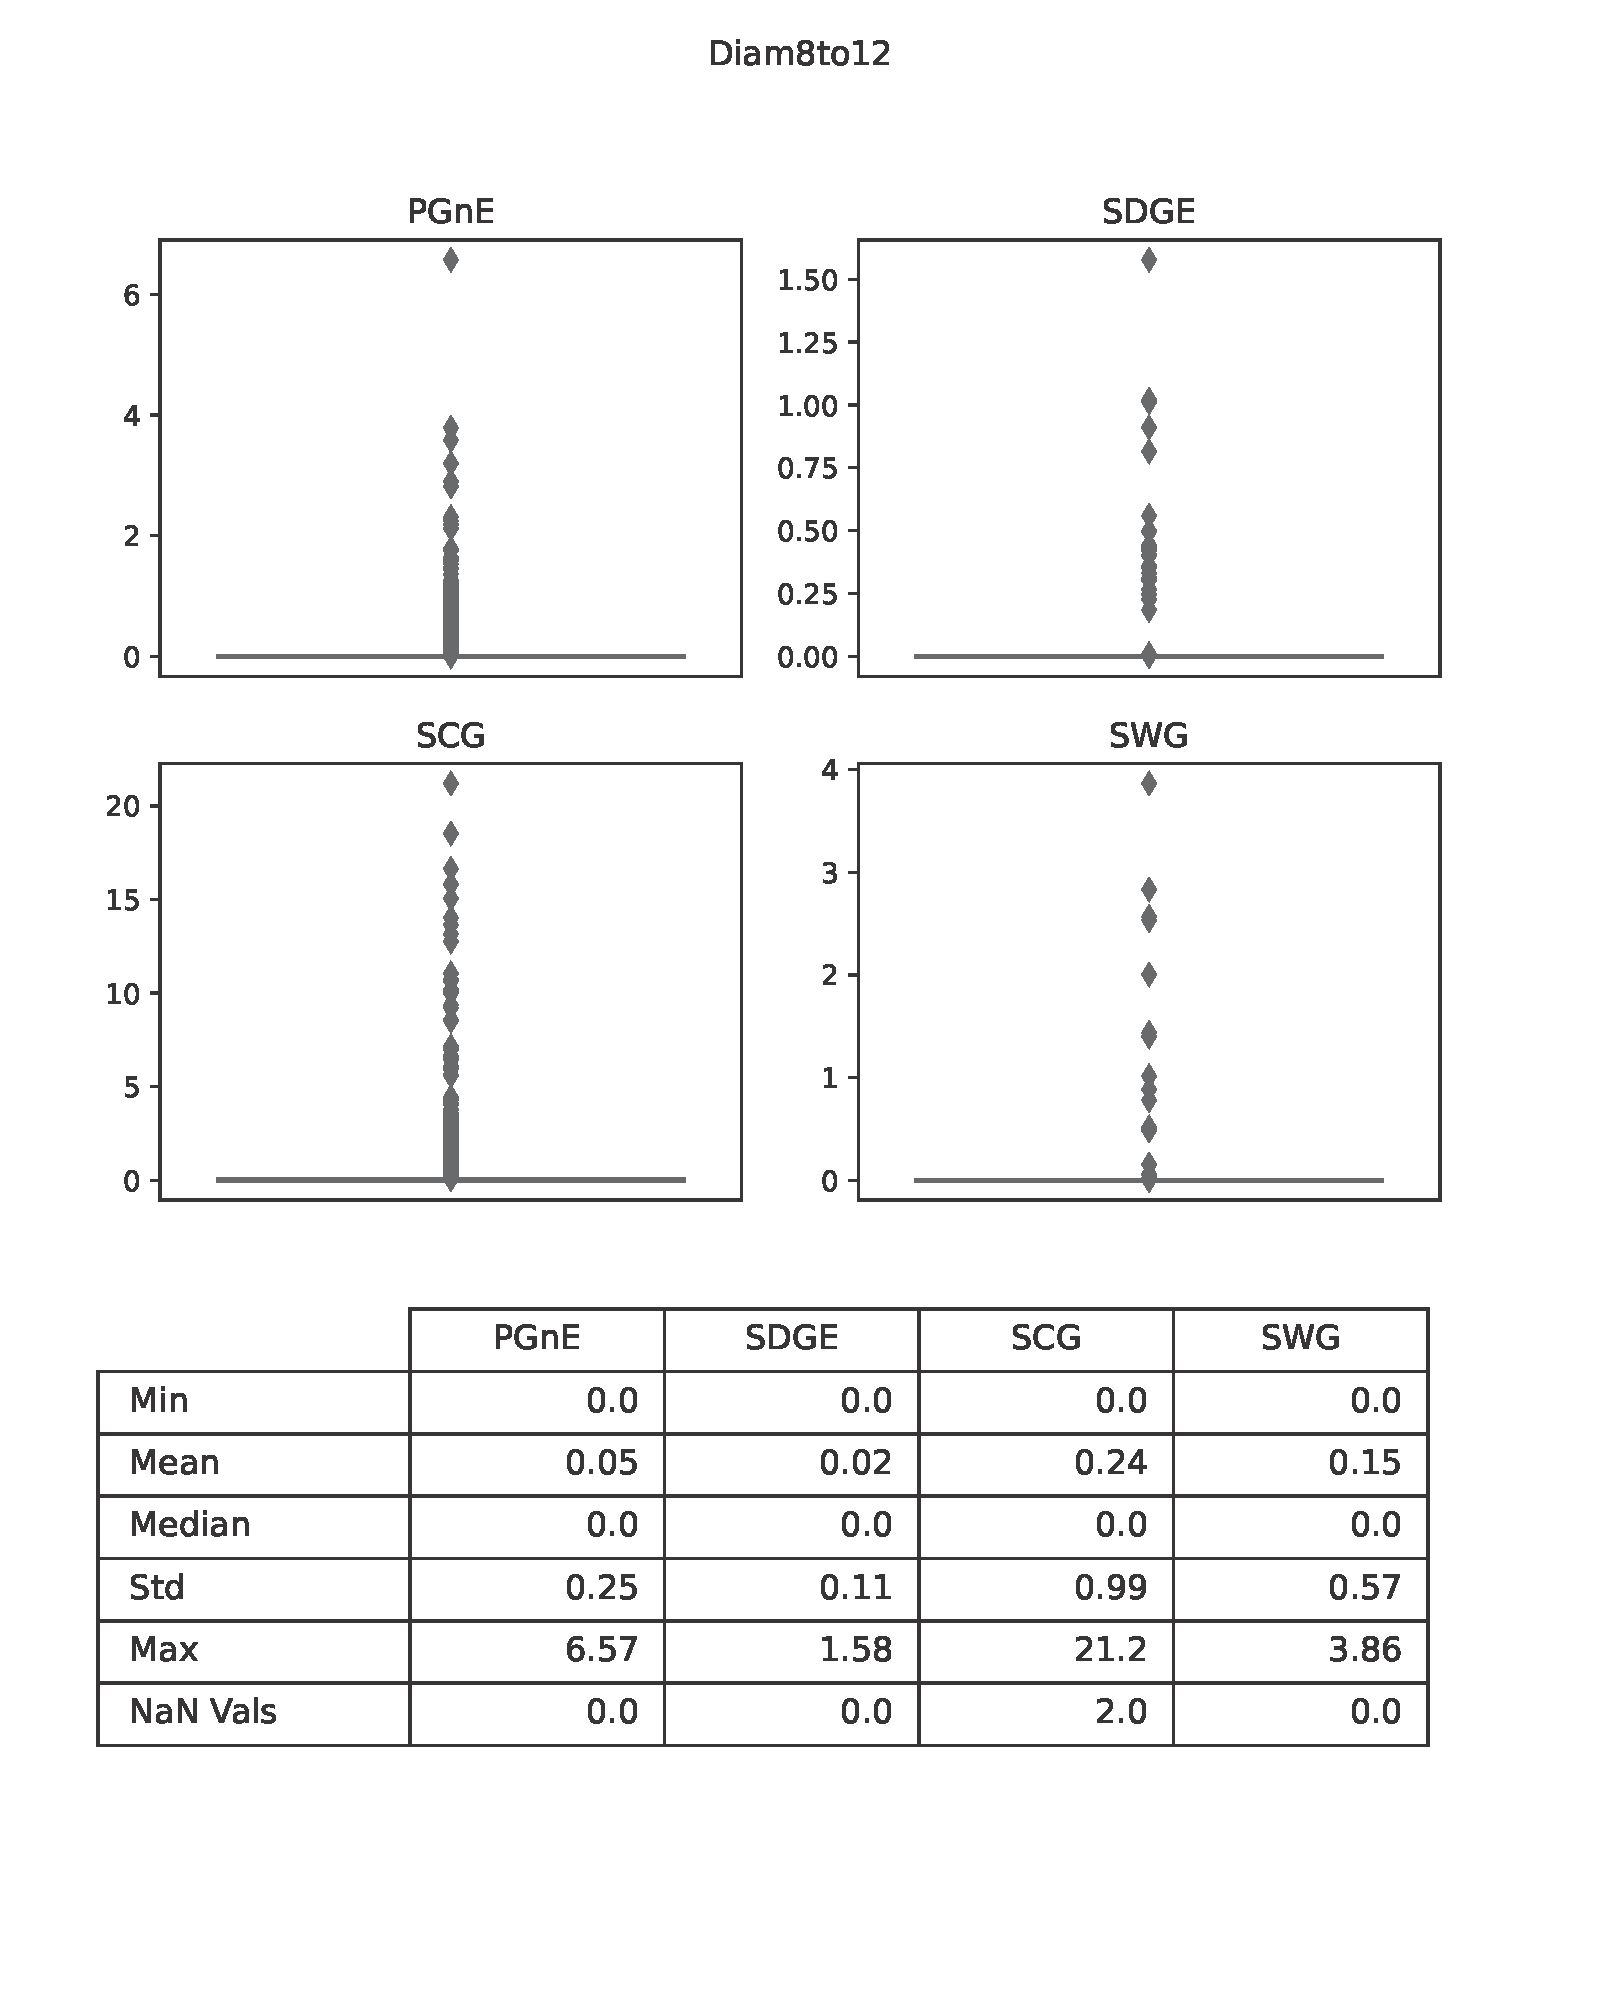 Diam8to12
PGnE
6
4
2
0
SDGE
1.50
1.25
1.00
0.75
0.50
0.25
0.00
SCG
20
15
10
5
0
SWG
4
3
2
1
0
PGnE SDGE SCG SWG
Min 0.0 0.0 0.0 0.0
Mean 0.05 0.02 0.24 0.15
Median 0.0 0.0 0.0 0.0
Std 0.25 0.11 0.99 0.57
Max 6.57 1.58 21.2 3.86
NaN Vals 0.0 0.0 2.0 0.0